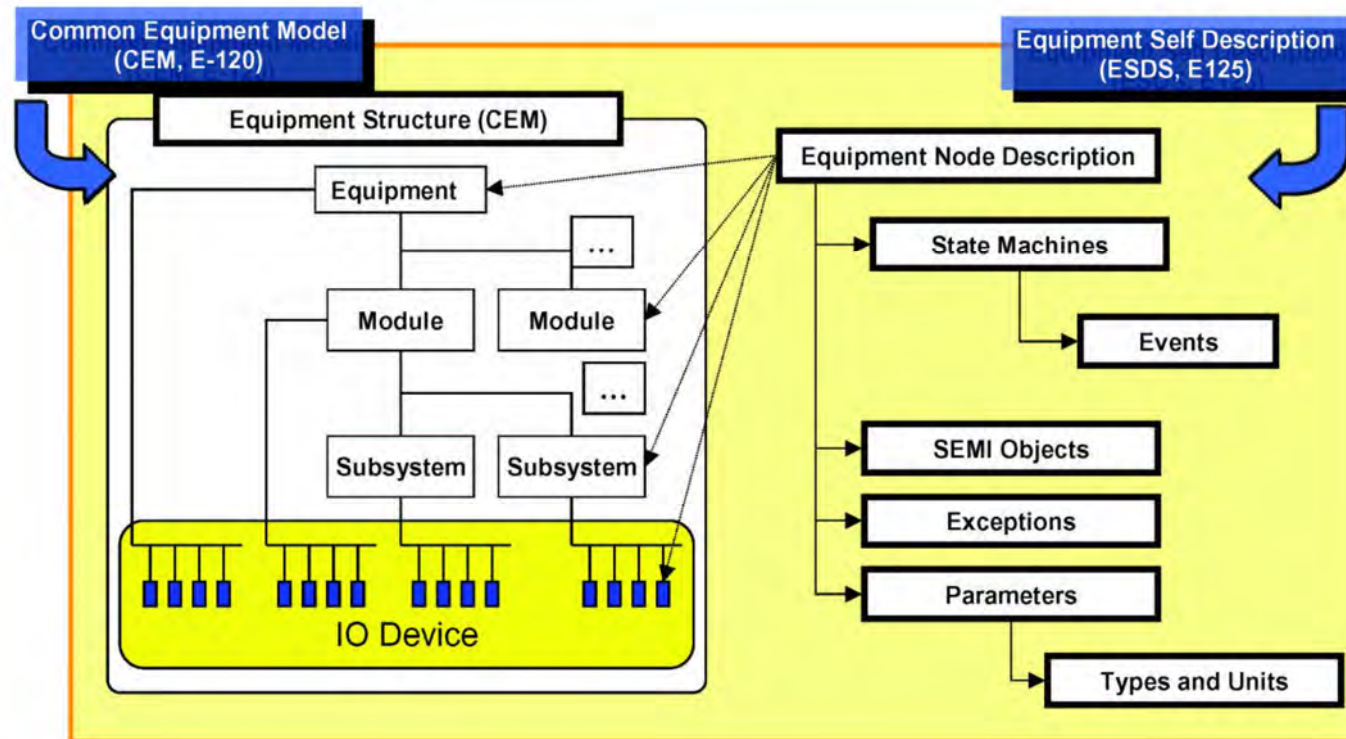 Common Equipment Model
(CEM, E-120)
Equipment Self Description
(ESDS, E125)
Equipment Structure (CEM)
Equipment Node Description
Equipment
State Machines
...
Module
Module
Events
...
Subsystem
Subsystem
SEMI Objects
Exceptions
Parameters
IO Device
Types and Units